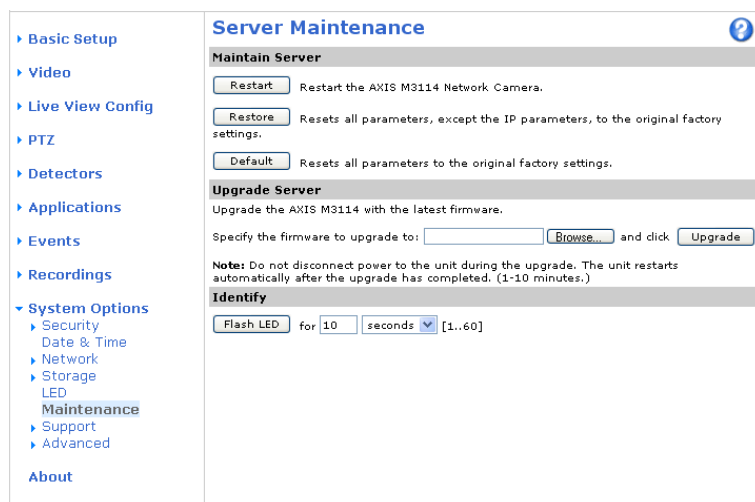 Basic Setup
Video
Live View Config
PTZ
Detectors
Applications
Events
Recordings
System Options
Security
Date & Time
Network
Storage
LED
Maintenance
Support
Advanced
About
Server Maintenance
?
Maintain Server
Restart Restart the AXIS M3114 Network Camera.
Restore Resets all parameters, except the IP parameters, to the original factory
settings.
Default Resets all parameters to the original factory settings.
Upgrade Server
Upgrade the AXIS M3114 with the latest firmware.
Specify the firmware to upgrade to: Browse... and click Upgrade
Note: Do not disconnect power to the unit during the upgrade. The unit restarts
automatically after the upgrade has completed. (1-10 minutes.)
Identify
Flash LED for 10 seconds [1..60]